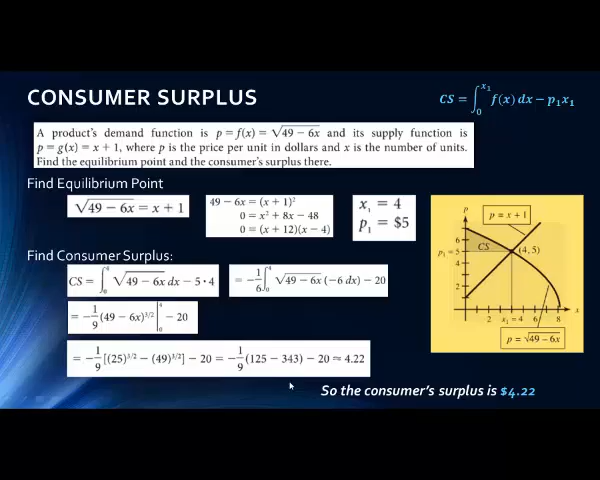 CONSUMER SURPLUS
CS = ∫₀^x₁ f(x) dx − p₁x₁
A product's demand function is p = f(x) = √(49 − 6x) and its supply function is
p = g(x) = x + 1, where p is the price per unit in dollars and x is the number of units.
Find the equilibrium point and the consumer's surplus there.
Find Equilibrium Point
√(49 − 6x) = x + 1
49 − 6x = (x + 1)²
0 = x² + 8x − 48
0 = (x + 12)(x − 4)
x₁ = 4
p₁ = $5
Find Consumer Surplus:
CS = ∫₀⁴ √(49 − 6x) dx − 5 · 4
= −1/6 ∫₀⁴ √(49 − 6x) (−6 dx) − 20
= −1/9 (49 − 6x)^3/2 |₀⁴ − 20
= −1/9 [(25)^3/2 − (49)^3/2] − 20 = −1/9 (125 − 343) − 20 ≈ 4.22
So the consumer's surplus is $4.22
p
p = x + 1
6
CS
p₁ = 5
(4, 5)
4
2
x
2 x₁ = 4 6 8
p = √(49 − 6x)